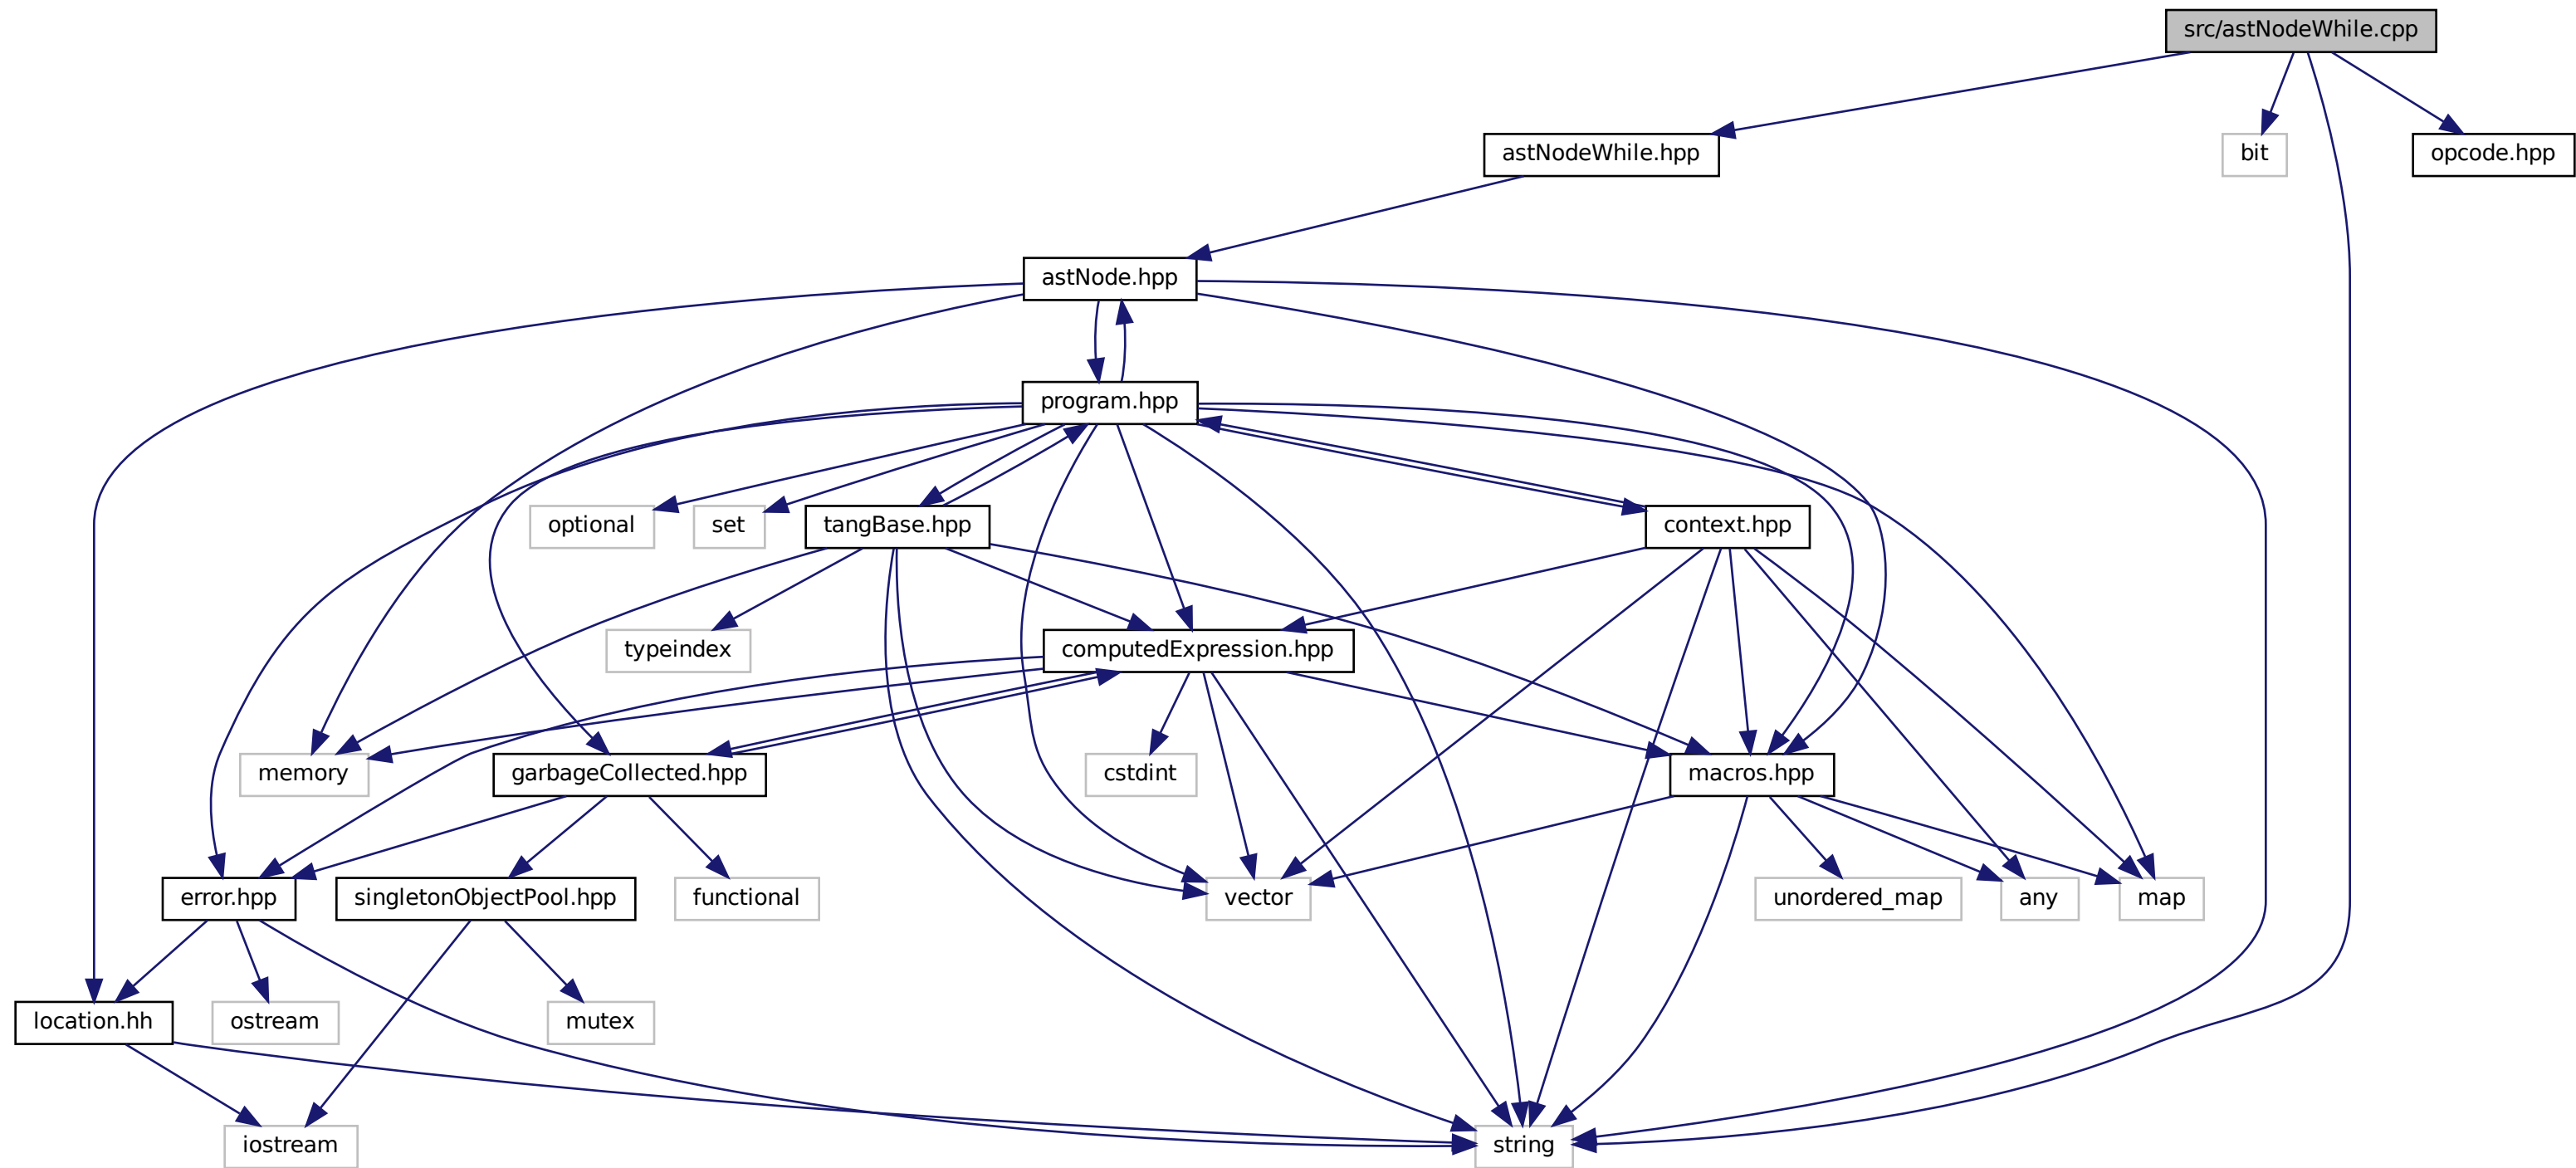 src/astNodeWhile.cpp
astNodeWhile.hpp
bit
opcode.hpp
astNode.hpp
program.hpp
optional
set
tangBase.hpp
context.hpp
typeindex
computedExpression.hpp
memory
garbageCollected.hpp
cstdint
macros.hpp
error.hpp
singletonObjectPool.hpp
functional
vector
unordered_map
any
map
location.hh
ostream
mutex
iostream
string